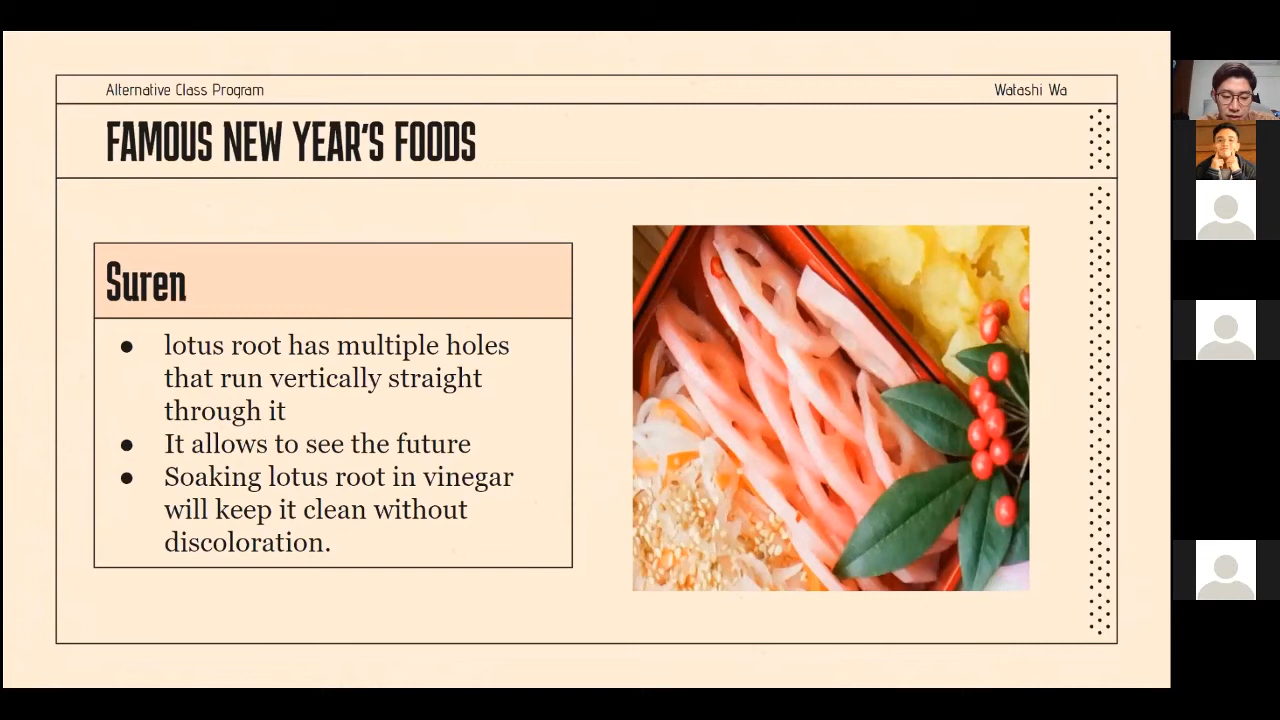 Alternative Class Program
Watashi Wa
FAMOUS NEW YEAR'S FOODS
Suren
● lotus root has multiple holes
that run vertically straight
through it
● It allows to see the future
● Soaking lotus root in vinegar
will keep it clean without
discoloration.